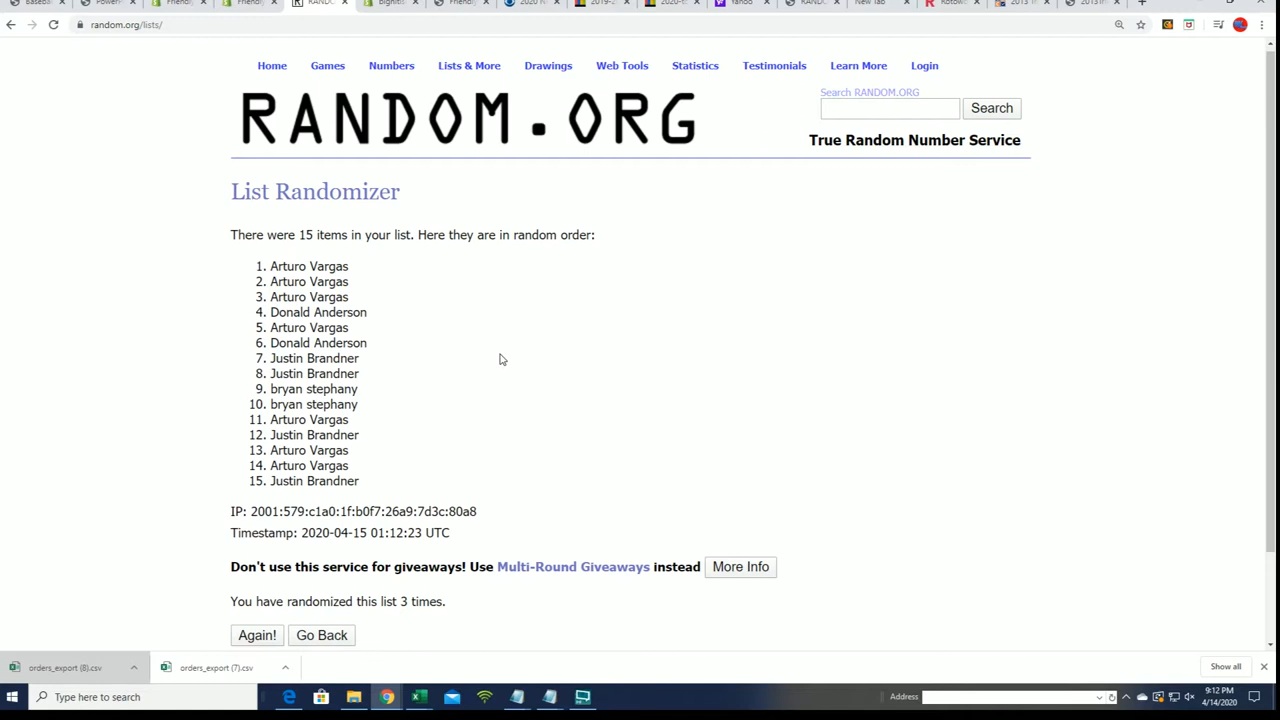 random.org/lists/
Home Games Numbers Lists & More Drawings Web Tools Statistics Testimonials Learn More Login
Search RANDOM.ORG
RANDOM.ORG
Search
True Random Number Service
List Randomizer
There were 15 items in your list. Here they are in random order:
1. Arturo Vargas
2. Arturo Vargas
3. Arturo Vargas
4. Donald Anderson
5. Arturo Vargas
6. Donald Anderson
7. Justin Brandner
8. Justin Brandner
9. bryan stephany
10. bryan stephany
11. Arturo Vargas
12. Justin Brandner
13. Arturo Vargas
14. Arturo Vargas
15. Justin Brandner
IP: 2001:579:c1a0:1f:b0f7:26a9:7d3c:80a8
Timestamp: 2020-04-15 01:12:23 UTC
Don't use this service for giveaways! Use Multi-Round Giveaways instead More Info
You have randomized this list 3 times.
Again! Go Back
orders_export (8).csv orders_export (7).csv Show all
Type here to search Address 9:12 PM
4/14/2020